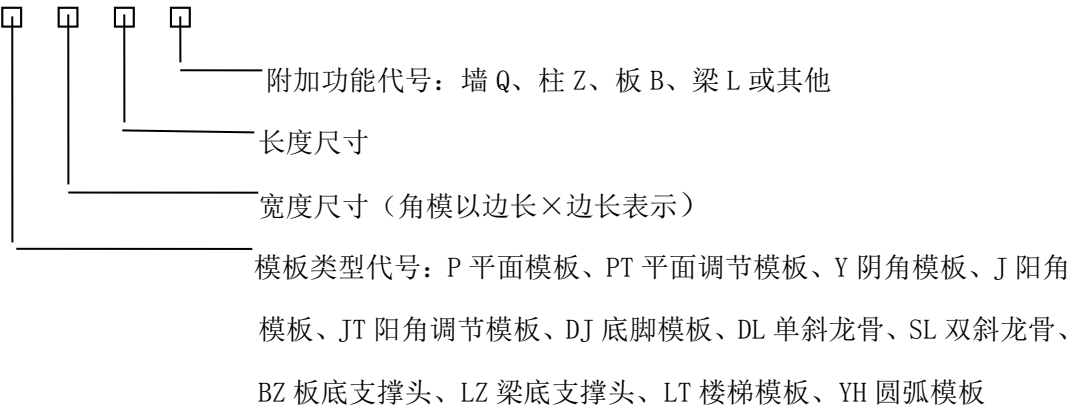 附加功能代号：墙 Q、柱 Z、板 B、梁 L 或其他
长度尺寸
宽度尺寸（角模以边长×边长表示）
模板类型代号：P 平面模板、PT 平面调节模板、Y 阴角模板、J 阳角
模板、JT 阳角调节模板、DJ 底脚模板、DL 单斜龙骨、SL 双斜龙骨、
BZ 板底支撑头、LZ 梁底支撑头、LT 楼梯模板、YH 圆弧模板